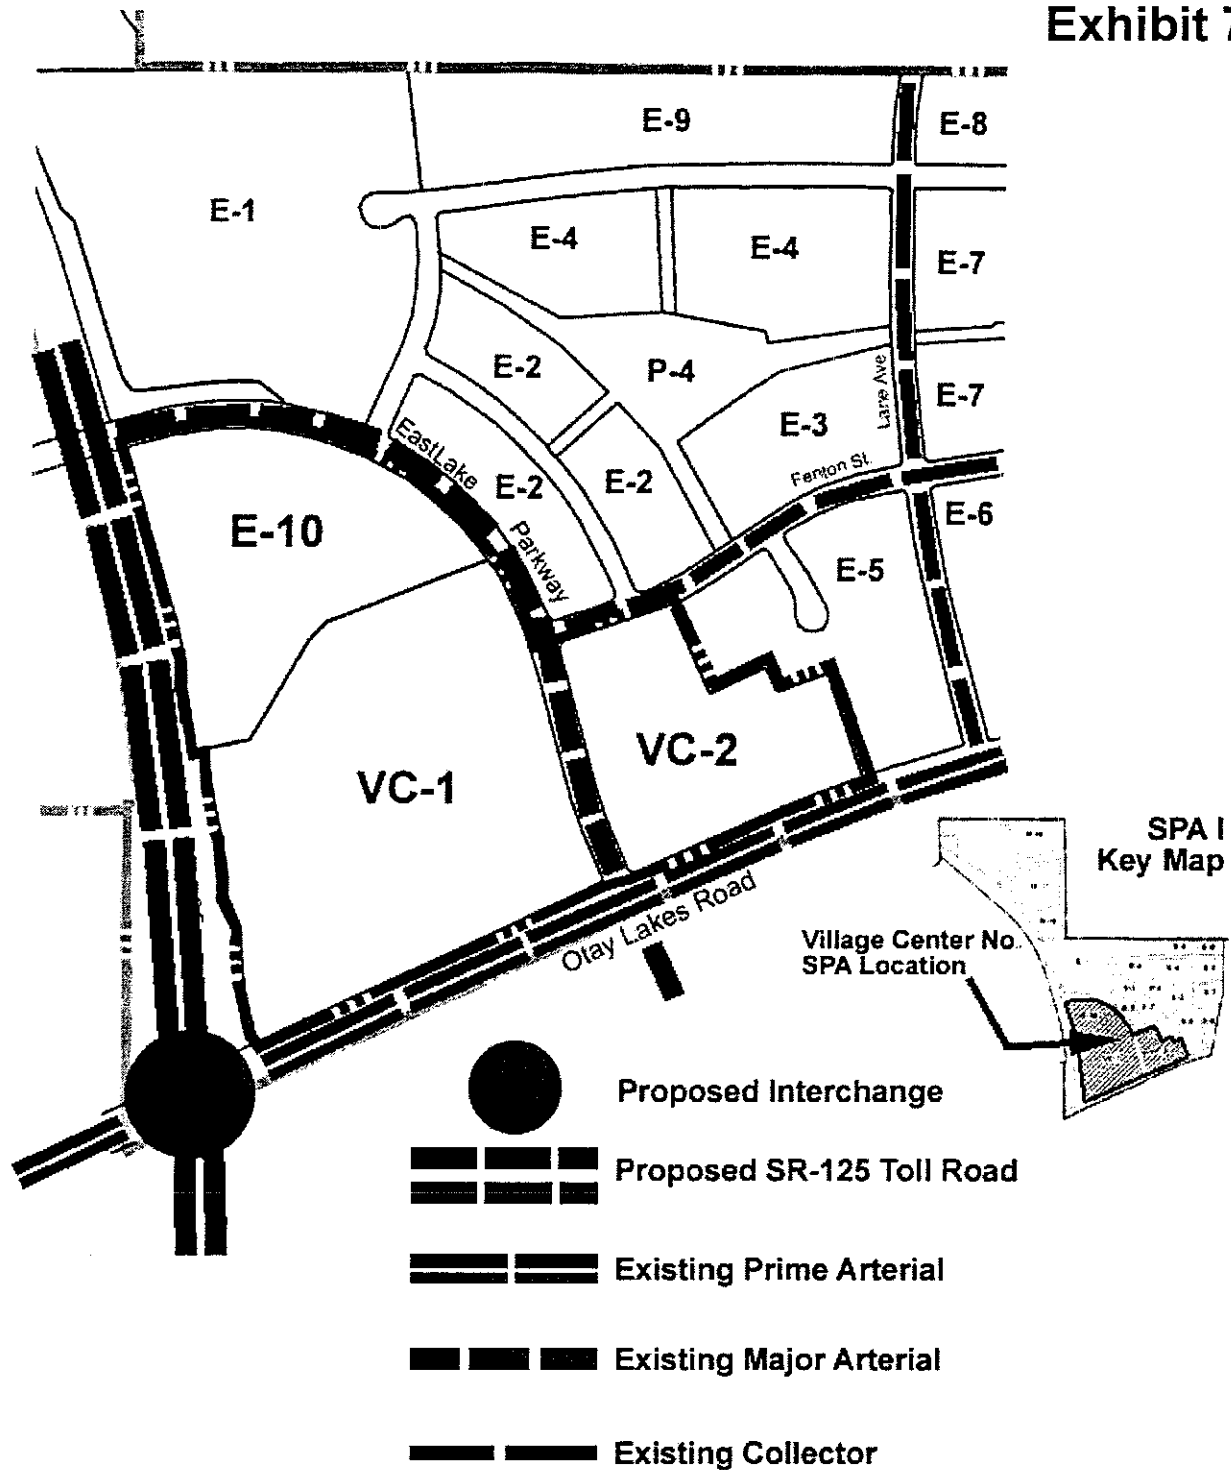 Exhibit 7
E-9
E-8
E-1
E-4
E-4
E-7
E-2
P-4
Lane Ave
E-7
E-3
EastLake
Parkway
E-2
E-2
Fenton St.
E-10
E-6
E-5
VC-1
VC-2
Otay Lakes Road
SPA I
Key Map
Village Center No.
SPA Location
Proposed Interchange
Proposed SR-125 Toll Road
Existing Prime Arterial
Existing Major Arterial
Existing Collector